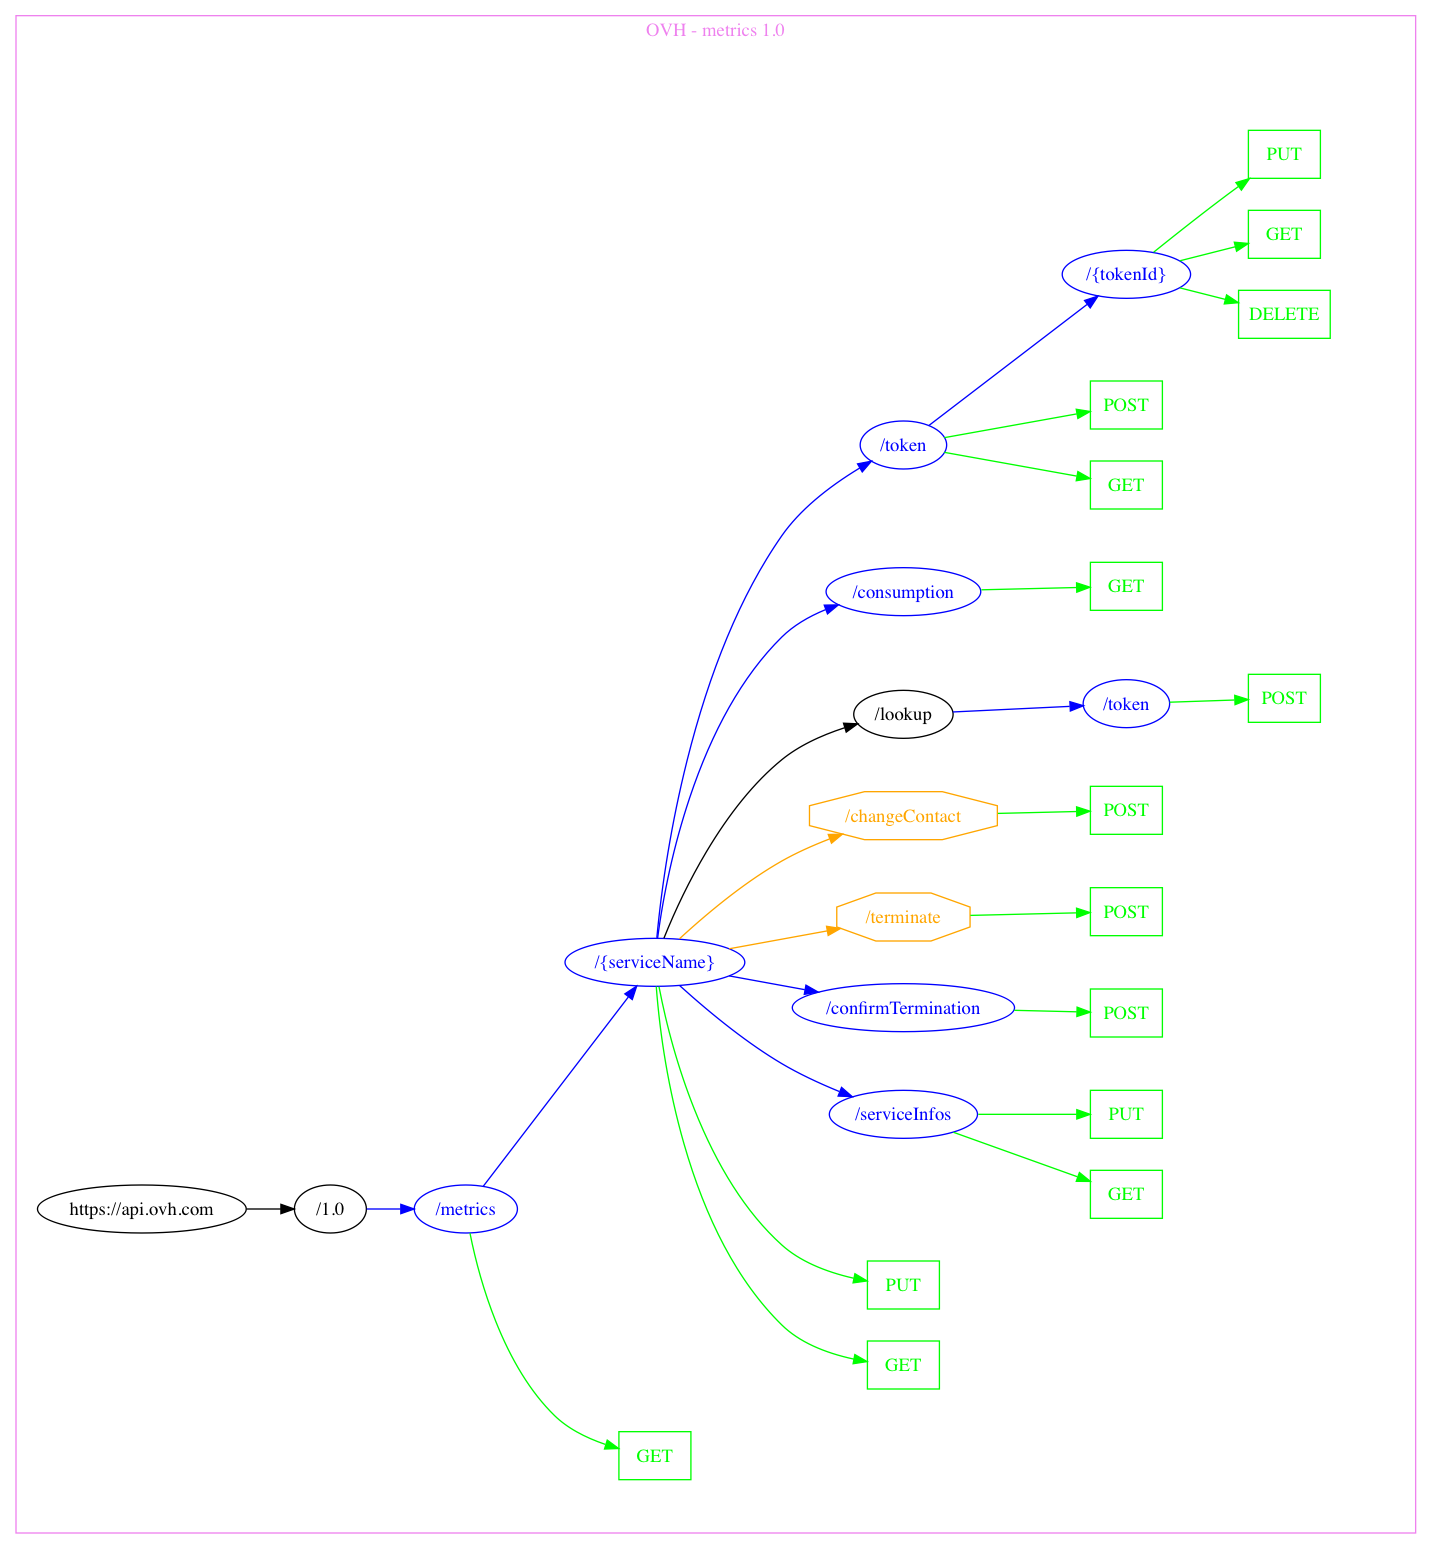 OVH - metrics 1.0
PUT
GET
/{tokenId}
DELETE
POST
/token
GET
GET
/consumption
POST
/token
/lookup
POST
/changeContact
POST
/terminate
/{serviceName}
/confirmTermination
POST
/serviceInfos
PUT
GET
https://api.ovh.com
/1.0
/metrics
PUT
GET
GET